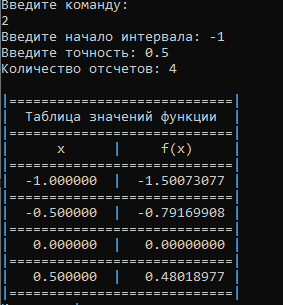 Введите команду:
2
Введите начало интервала: -1
Введите точность: 0.5
Количество отсчетов: 4
|============================|
| Таблица значений функции |
|============================|
| x | f(x) |
|============================|
| -1.000000 | -1.50073077 |
|============================|
| -0.500000 | -0.79169908 |
|============================|
| 0.000000 | 0.00000000 |
|============================|
| 0.500000 | 0.48018977 |
|============================|